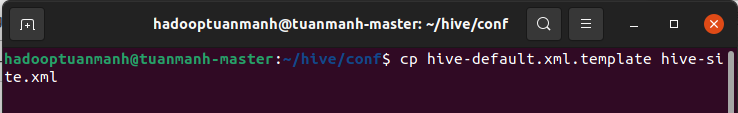 hadooptuanmanh@tuanmanh-master: ~/hive/conf
hadooptuanmanh@tuanmanh-master:~/hive/conf$ cp hive-default.xml.template hive-si
te.xml